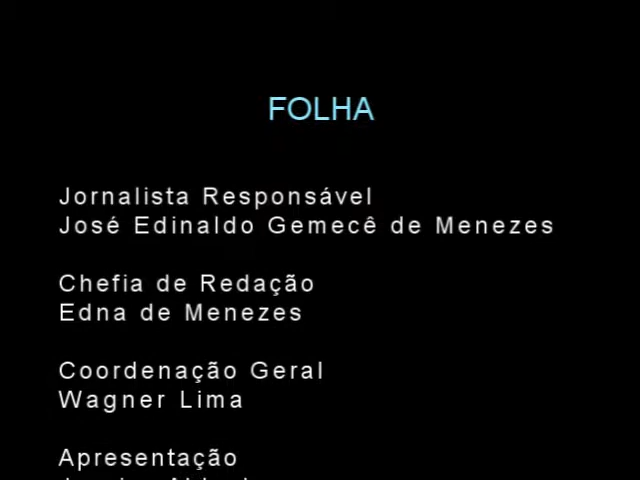 FOLHA
Jornalista Responsável
José Edinaldo Gemecê de Menezes
Chefia de Redação
Edna de Menezes
Coordenação Geral
Wagner Lima
Apresentação